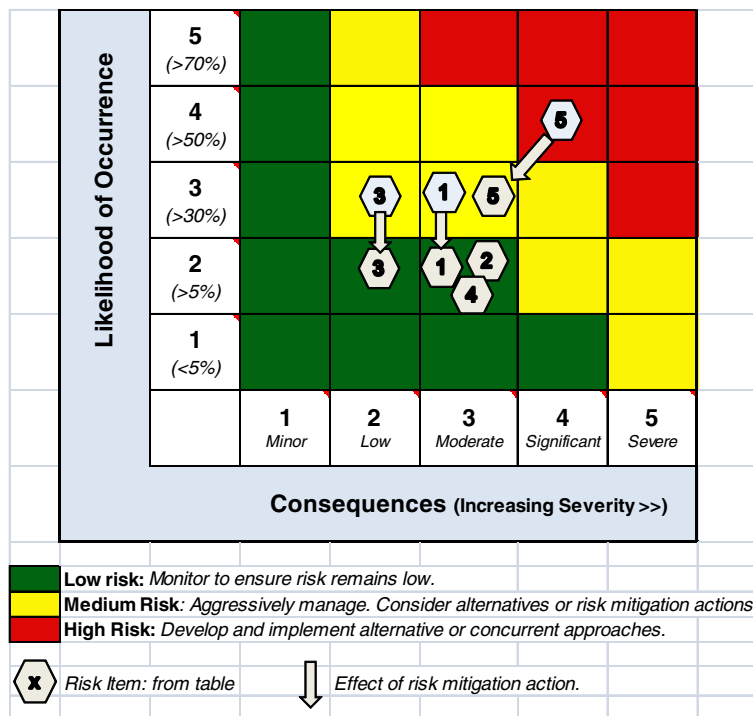 Likelihood of Occurrence
5
(>70%)
4
(>50%)
5
3
(>30%)
3
1
5
2
(>5%)
3
1
2
4
1
(<5%)
1
Minor
2
Low
3
Moderate
4
Significant
5
Severe
Consequences (Increasing Severity >>)
Low risk: Monitor to ensure risk remains low.
Medium Risk: Aggressively manage. Consider alternatives or risk mitigation actions
High Risk: Develop and implement alternative or concurrent approaches.
x Risk Item: from table
Effect of risk mitigation action.